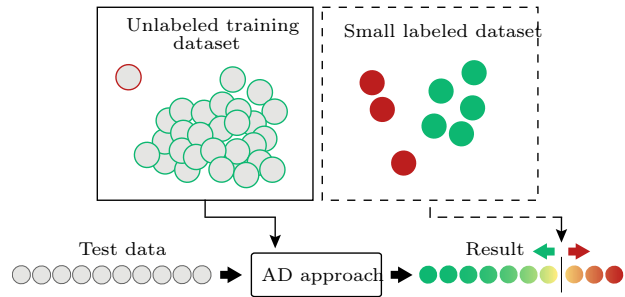 Unlabeled training
dataset
Small labeled dataset
Test data
AD approach
Result